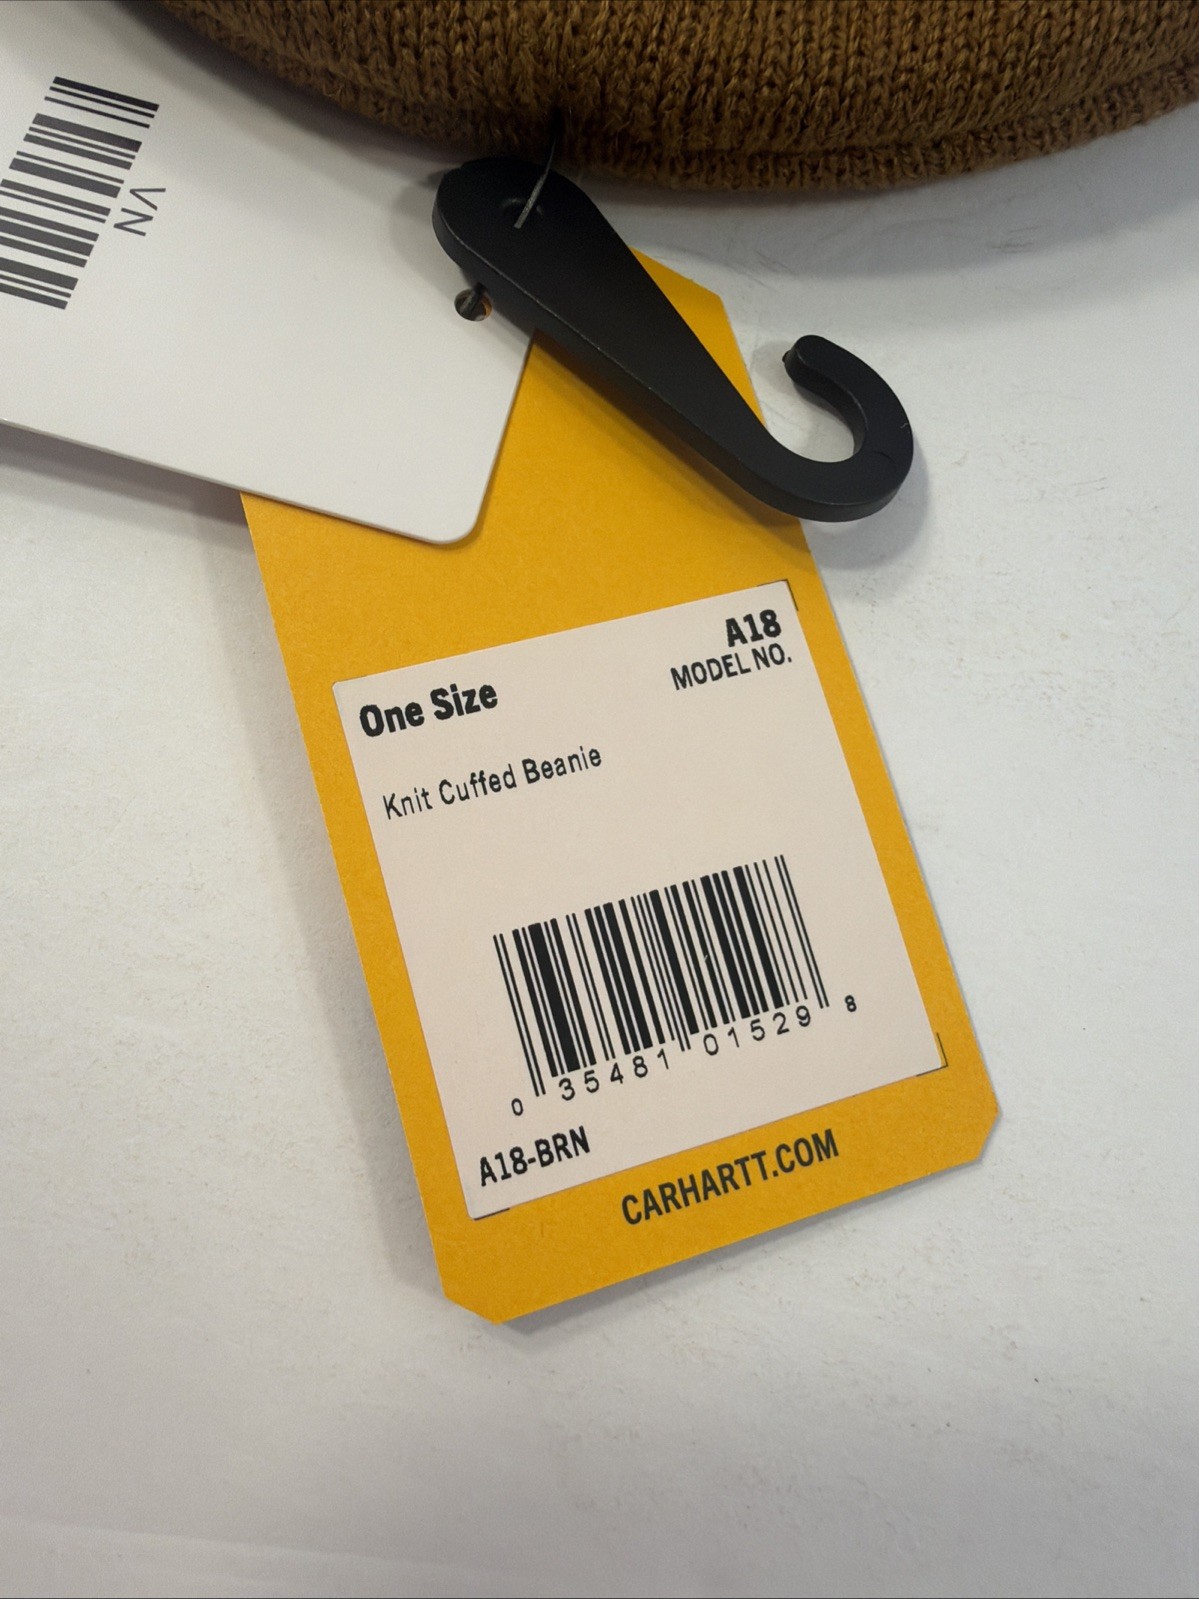 VN
A18
MODEL NO.
One Size
Knit Cuffed Beanie
0 35481 01529 8
A18-BRN
CARHARTT.COM